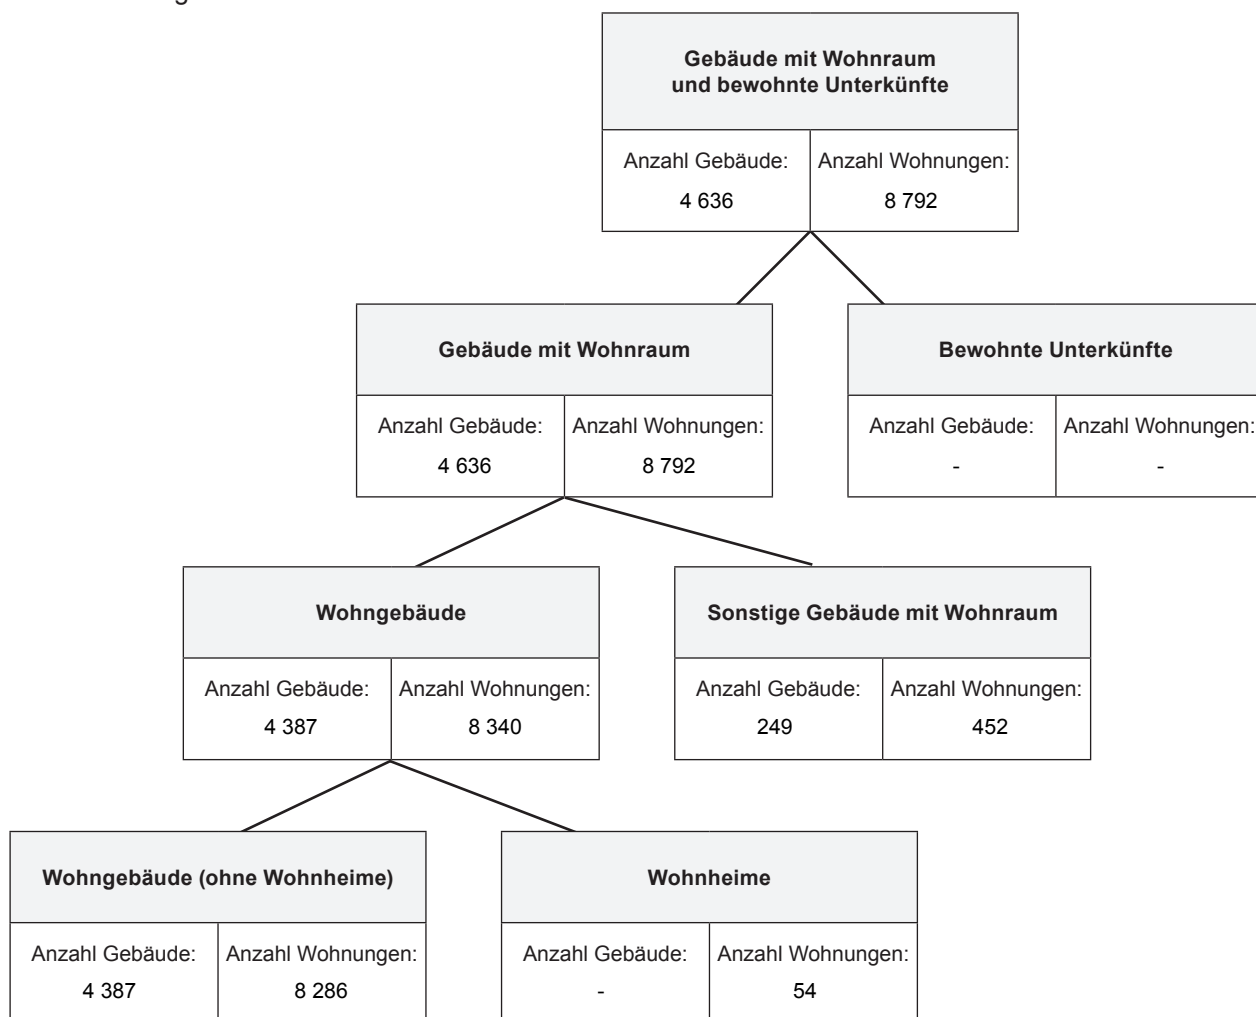 Gebäude mit Wohnraum
und bewohnte Unterkünfte
Anzahl Gebäude: Anzahl Wohnungen:
4 636 8 792
Gebäude mit Wohnraum
Anzahl Gebäude: Anzahl Wohnungen:
4 636 8 792
Bewohnte Unterkünfte
Anzahl Gebäude: Anzahl Wohnungen:
- -
Wohngebäude
Anzahl Gebäude: Anzahl Wohnungen:
4 387 8 340
Sonstige Gebäude mit Wohnraum
Anzahl Gebäude: Anzahl Wohnungen:
249 452
Wohngebäude (ohne Wohnheime)
Anzahl Gebäude: Anzahl Wohnungen:
4 387 8 286
Wohnheime
Anzahl Gebäude: Anzahl Wohnungen:
- 54